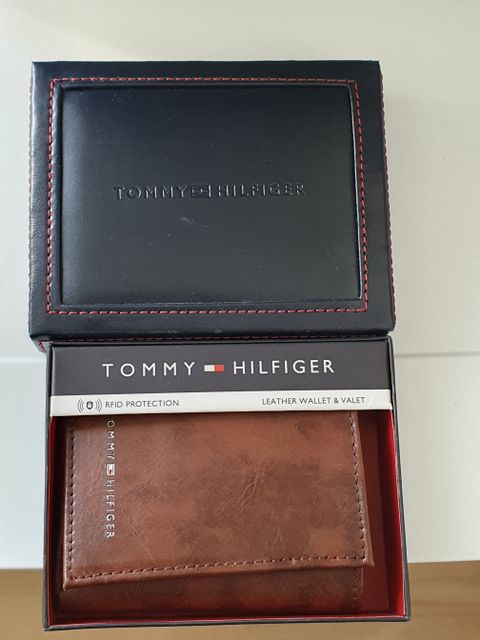 TOMMY HILFIGER
TOMMY HILFIGER
RFID PROTECTION
LEATHER WALLET & VALET
TOMMY HILFIGER